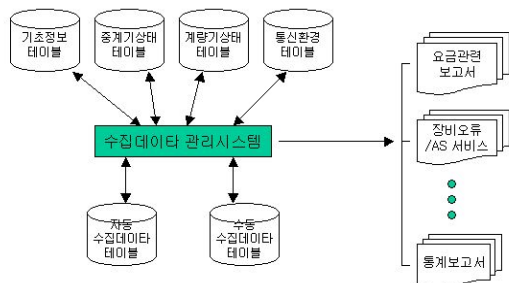 기초정보
테이블
중계기상태
테이블
계량기상태
테이블
통신환경
테이블
수집데이타 관리시스템
자동
수집데이타
테이블
수동
수집데이타
테이블
요금관련
보고서
장비오류
/AS 서비스
통계보고서